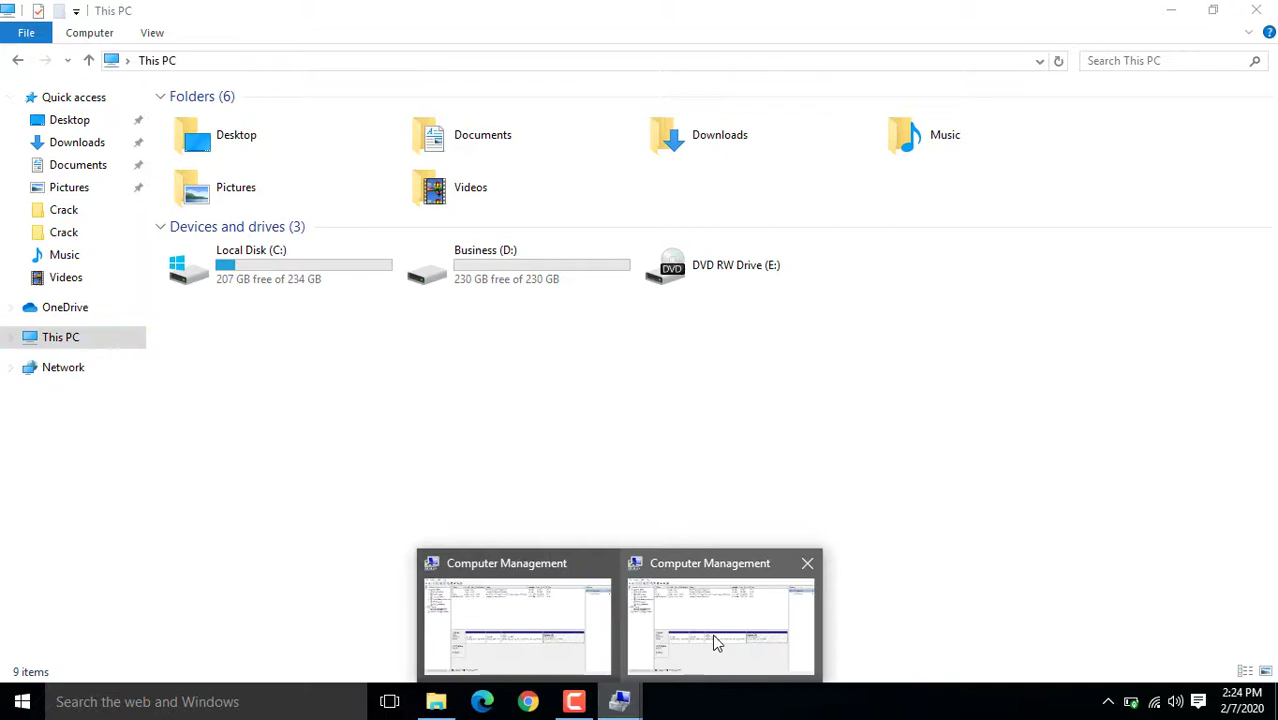 This PC
File
Computer
View
This PC
Search This PC
Quick access
Desktop
Downloads
Documents
Pictures
Crack
Crack
Music
Videos
OneDrive
This PC
Network
Folders (6)
Desktop
Documents
Downloads
Music
Pictures
Videos
Devices and drives (3)
Local Disk (C:)
207 GB free of 234 GB
Business (D:)
230 GB free of 230 GB
DVD
DVD RW Drive (E:)
Computer Management
Computer Management
9 items
Search the web and Windows
2:24 PM
2/7/2020